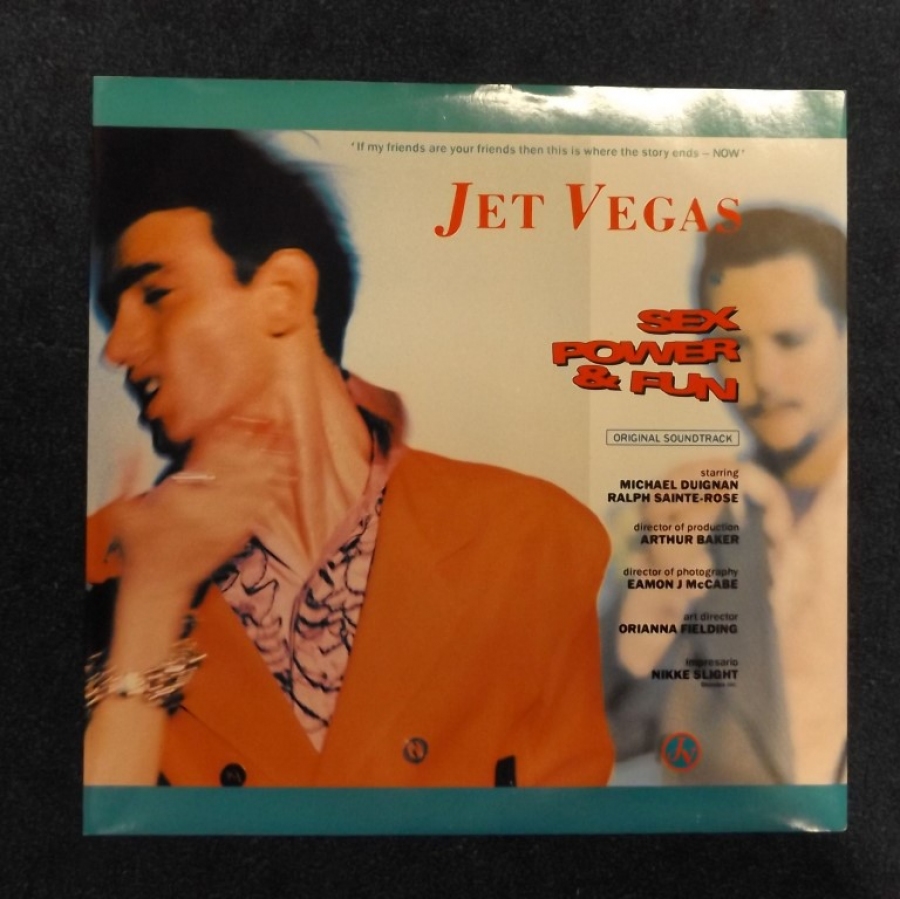 'If my friends are your friends then this is where the story ends – NOW'
JET VEGAS
SEX
POWER
& FUN
ORIGINAL SOUNDTRACK
starring
MICHAEL DUIGNAN
RALPH SAINTE-ROSE
director of production
ARTHUR BAKER
director of photography
EAMON J McCABE
art director
ORIANNA FIELDING
impresario
NIKKE SLIGHT